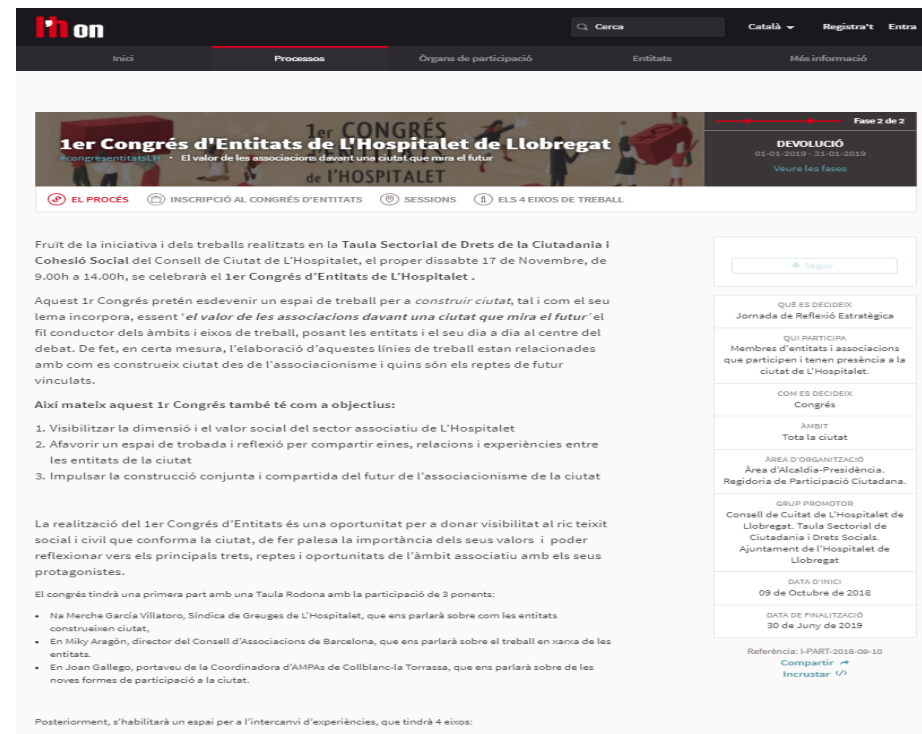 l'h on
Cerca
Català
Registra't
Entra
Inici
Processos
Òrgans de participació
Entitats
Més informació
1er CONGRÉS
de l'HOSPITALET
1er Congrés d'Entitats de L'Hospitalet de Llobregat
#congresentitatsLH • El valor de les associacions davant una ciutat que mira el futur
Fase 2 de 2
DEVOLUCIÓ
01-01-2019 - 31-01-2019
Veure les fases
EL PROCÉS
INSCRIPCIÓ AL CONGRÉS D'ENTITATS
SESSIONS
ELS 4 EIXOS DE TREBALL
Fruït de la iniciativa i dels treballs realitzats en la Taula Sectorial de Drets de la Ciutadania i
Cohesió Social del Consell de Ciutat de L'Hospitalet, el proper dissabte 17 de Novembre, de
9.00h a 14.00h, se celebrarà el 1er Congrés d'Entitats de L'Hospitalet .
Aquest 1r Congrés pretén esdevenir un espai de treball per a construir ciutat, tal i com el seu
lema incorpora, essent 'el valor de les associacions davant una ciutat que mira el futur' el
fil conductor dels àmbits i eixos de treball, posant les entitats i el seu dia a dia al centre del
debat. De fet, en certa mesura, l'elaboració d'aquestes línies de treball estan relacionades
amb com es construeix ciutat des de l'associacionisme i quins són els reptes de futur
vinculats.
Així mateix aquest 1r Congrés també té com a objectius:
1. Visibilitzar la dimensió i el valor social del sector associatiu de L'Hospitalet
2. Afavorir un espai de trobada i reflexió per compartir eines, relacions i experiències entre
les entitats de la ciutat
3. Impulsar la construcció conjunta i compartida del futur de l'associacionisme de la ciutat
La realització del 1er Congrés d'Entitats és una oportunitat per a donar visibilitat al ric teixit
social i civil que conforma la ciutat, de fer palesa la importància dels seus valors i poder
reflexionar vers els principals trets, reptes i oportunitats de l'àmbit associatiu amb els seus
protagonistes.
El congrés tindrà una primera part amb una Taula Rodona amb la participació de 3 ponents:
• Na Merche García Villatoro, Síndica de Greuges de L'Hospitalet, que ens parlarà sobre com les entitats
construeixen ciutat,
• En Miky Aragón, director del Consell d'Associacions de Barcelona, que ens parlarà sobre el treball en xarxa de les
entitats.
• En Joan Gallego, portaveu de la Coordinadora d'AMPAs de Collblanc-la Torrassa, que ens parlarà sobre de les
noves formes de participació a la ciutat.
Posteriorment, s'habilitarà un espai per a l'intercanvi d'experiències, que tindrà 4 eixos:
Seguir
QUÈ ES DECIDEIX
Jornada de Reflexió Estratègica
QUI PARTICIPA
Membres d'entitats i associacions
que participen i tenen presència a la
ciutat de L'Hospitalet.
COM ES DECIDEIX
Congrés
ÀMBIT
Tota la ciutat
ÀREA D'ORGANITZACIÓ
Àrea d'Alcaldia-Presidència.
Regidoria de Participació Ciutadana.
GRUP PROMOTOR
Consell de Cuitat de L'Hospitalet de
Llobregat. Taula Sectorial de
Ciutadania i Drets Socials.
Ajuntament de l'Hospitalet de
Llobregat
DATA D'INICI
09 de Octubre de 2018
DATA DE FINALITZACIÓ
30 de Juny de 2019
Referència: l-PART-2018-09-10
Compartir
Incrustar